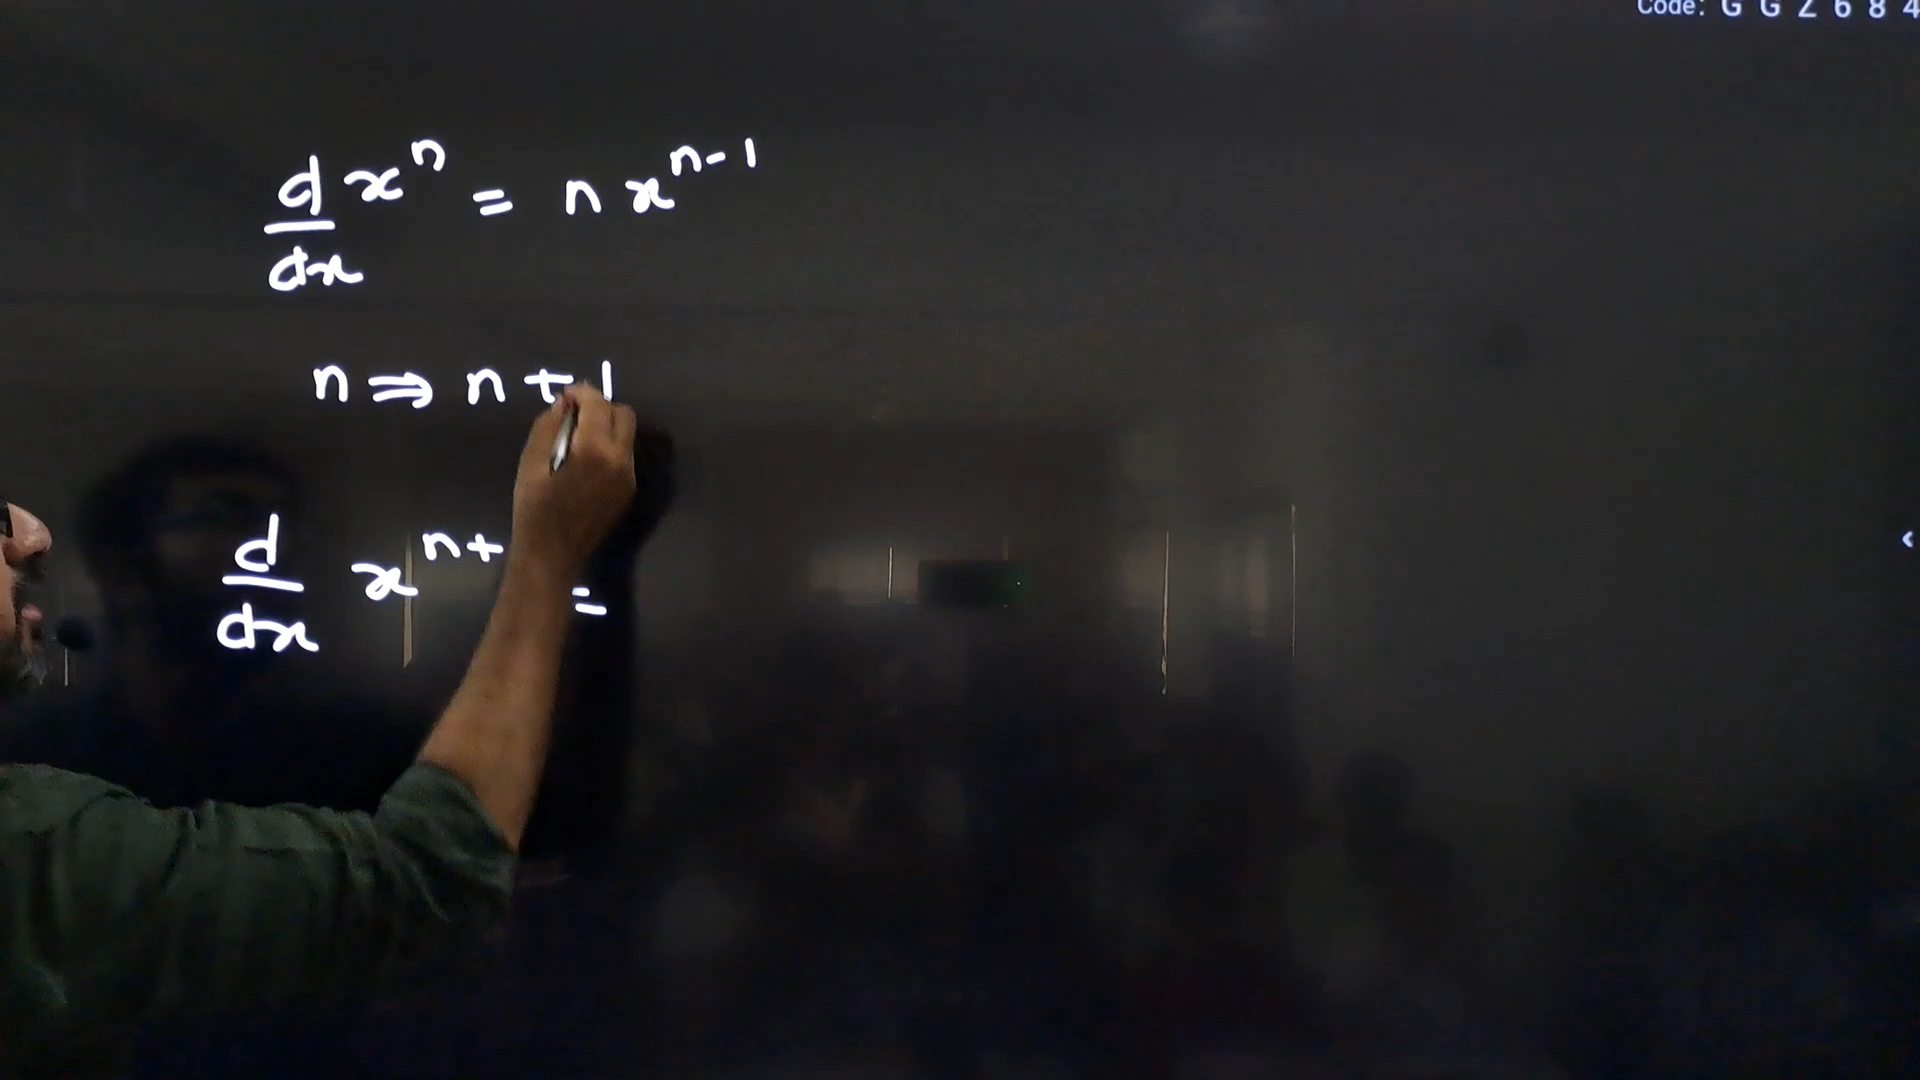 Code: G G Z 6 8 4
d/dx x^n = n x^{n-1}
n ⇒ n + 1
d/dx x^{n+ =